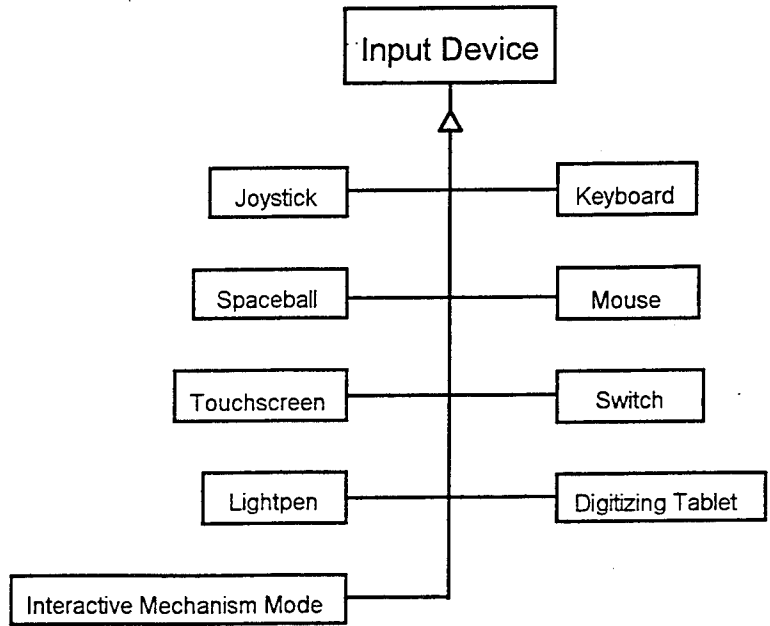 Input Device
Joystick
Keyboard
Spaceball
Mouse
Touchscreen
Switch
Lightpen
Digitizing Tablet
Interactive Mechanism Mode